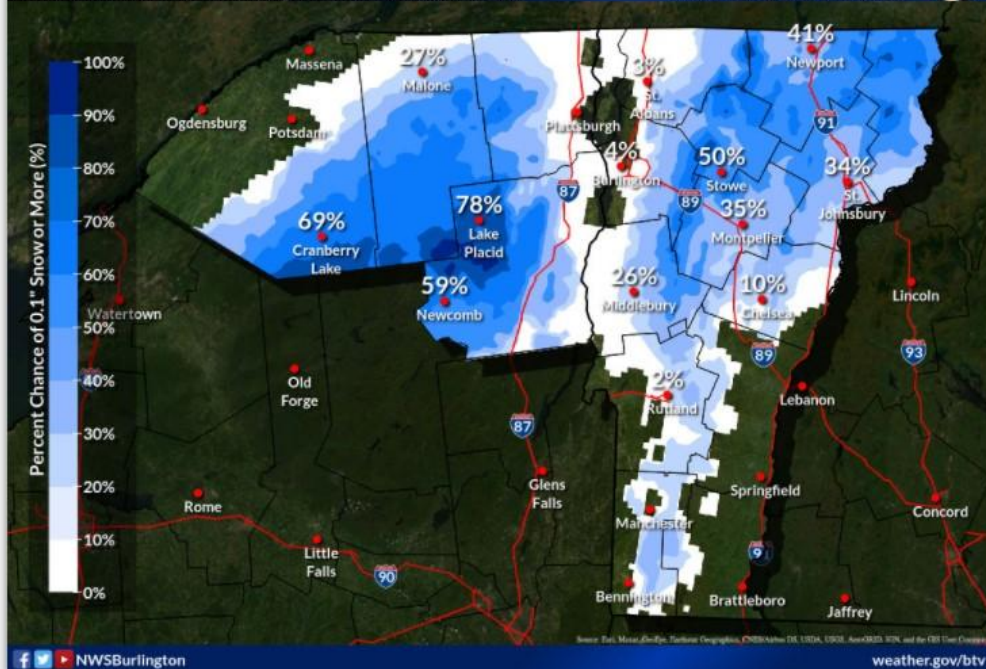 Percent Chance of 0.1" Snow or More (%)
100%
90%
80%
70%
60%
50%
40%
30%
20%
10%
0%
Massena
27%
Malone
41%
Newport
3%
St.
Albans
Ogdensburg
Potsdam
Plattsburgh
91
4%
Burlington
50%
Stowe
34%
St.
Johnsbury
87
89
69%
Cranberry
Lake
78%
Lake
Placid
35%
Montpelier
59%
Newcomb
26%
Middlebury
10%
Chelsea
Watertown
Lincoln
89
93
Old
Forge
2%
Rutland
Lebanon
87
Glens
Falls
Springfield
Rome
Manchester
Concord
Little
Falls
90
Bennington
Brattleboro
Jaffrey
NWSBurlington
weather.gov/btv